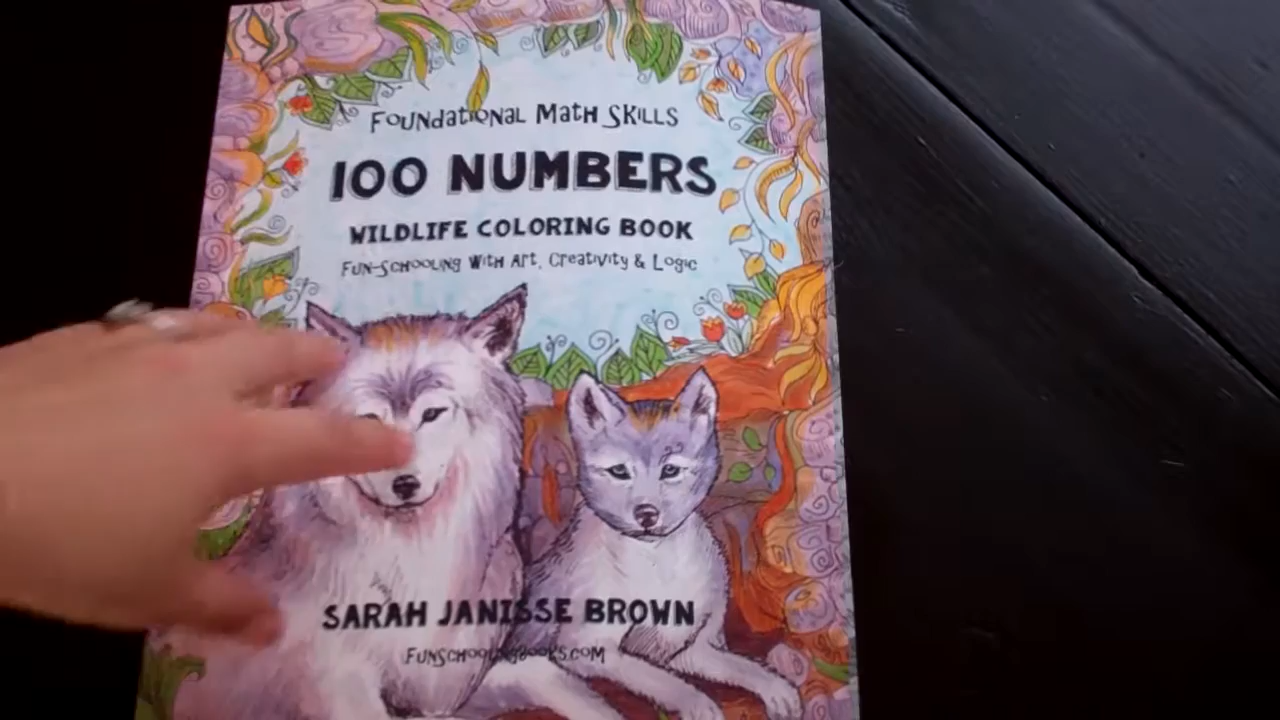 Foundational Math Skills
100 NUMBERS
WILDLIFE COLORING BOOK
Fun-Schooling With Art, Creativity & Logic
SARAH JANISSE BROWN
FUNSCHOOLINGBOOKS.COM